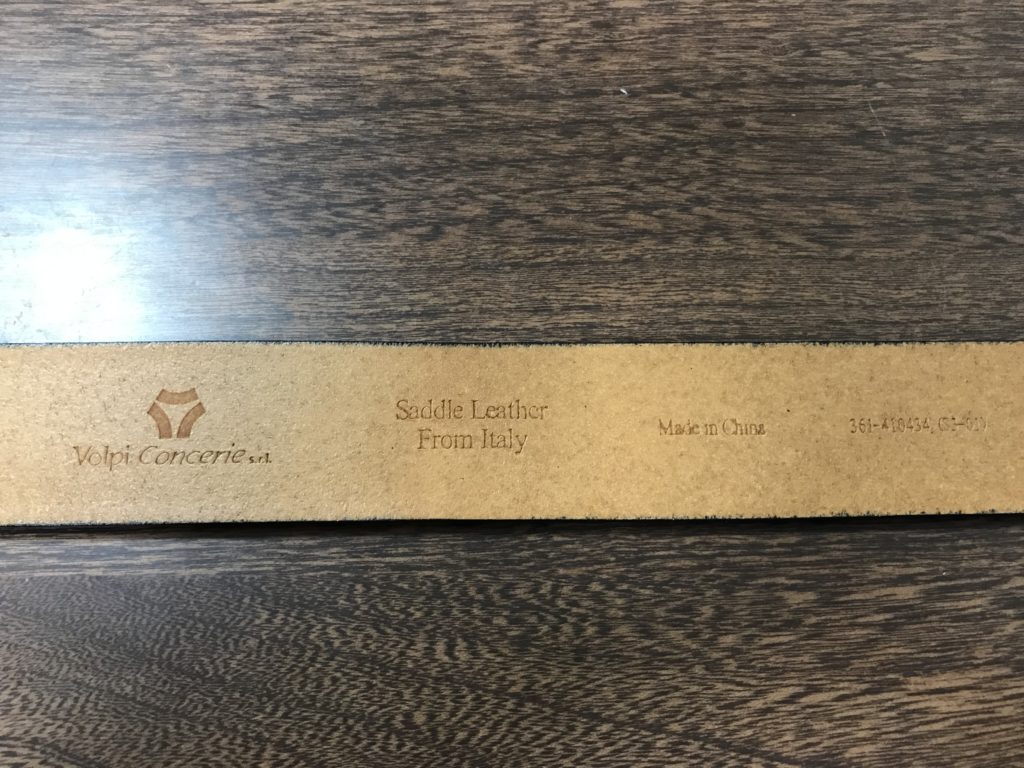 Volpi Concerie s.r.l.
Saddle Leather
From Italy
Made in China